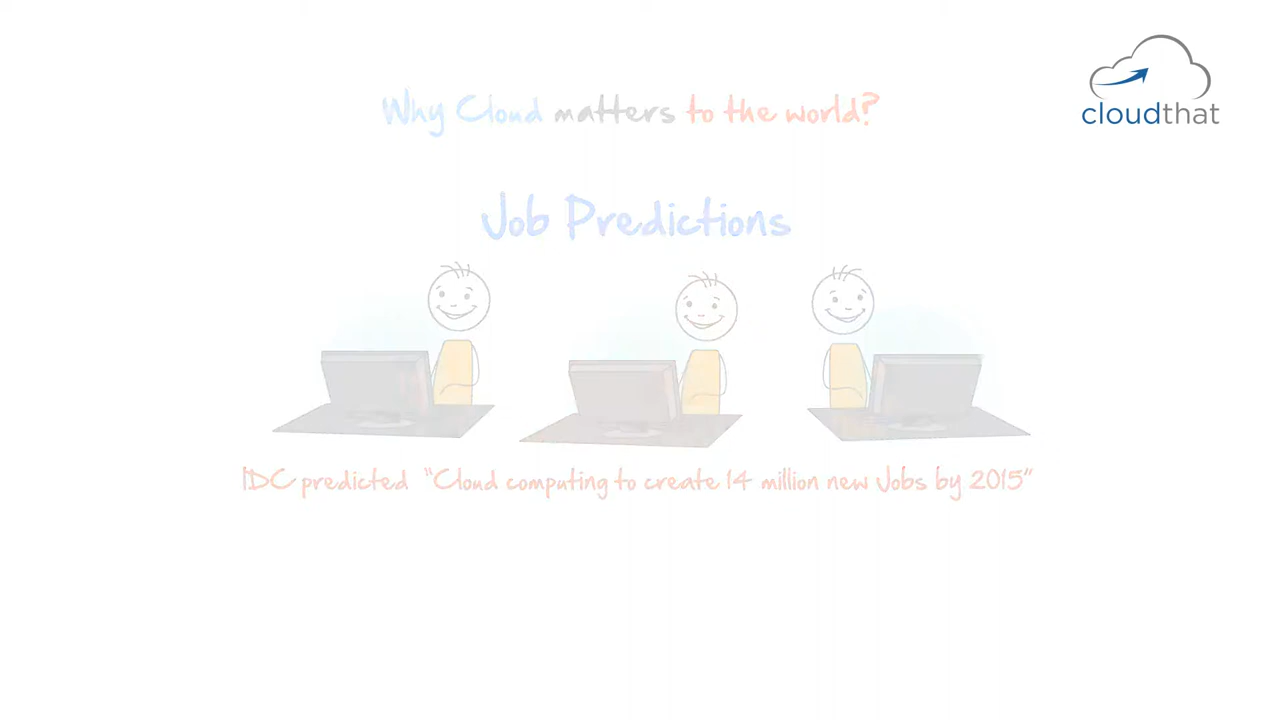 cloudthat
Why Cloud matters to the world?
Job Predictions
IDC predicted "Cloud computing to create 14 million new Jobs by 2015"